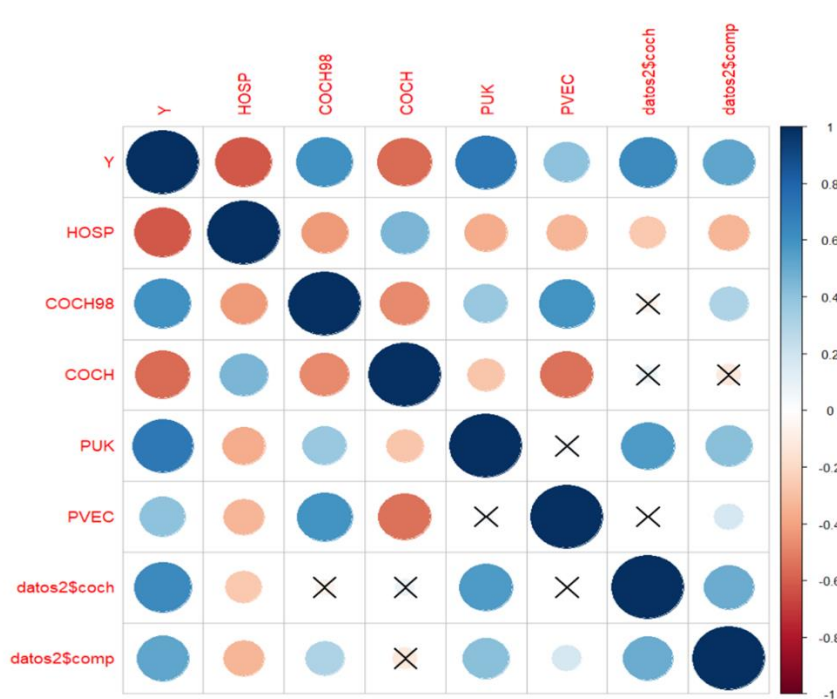 Y
HOSP
COCH98
COCH
PUK
PVEC
datos2$coch
datos2$comp
Y
HOSP
COCH98
COCH
PUK
PVEC
datos2$coch
datos2$comp
1
0.8
0.6
0.4
0.2
0
-0.2
-0.4
-0.6
-0.8
-1